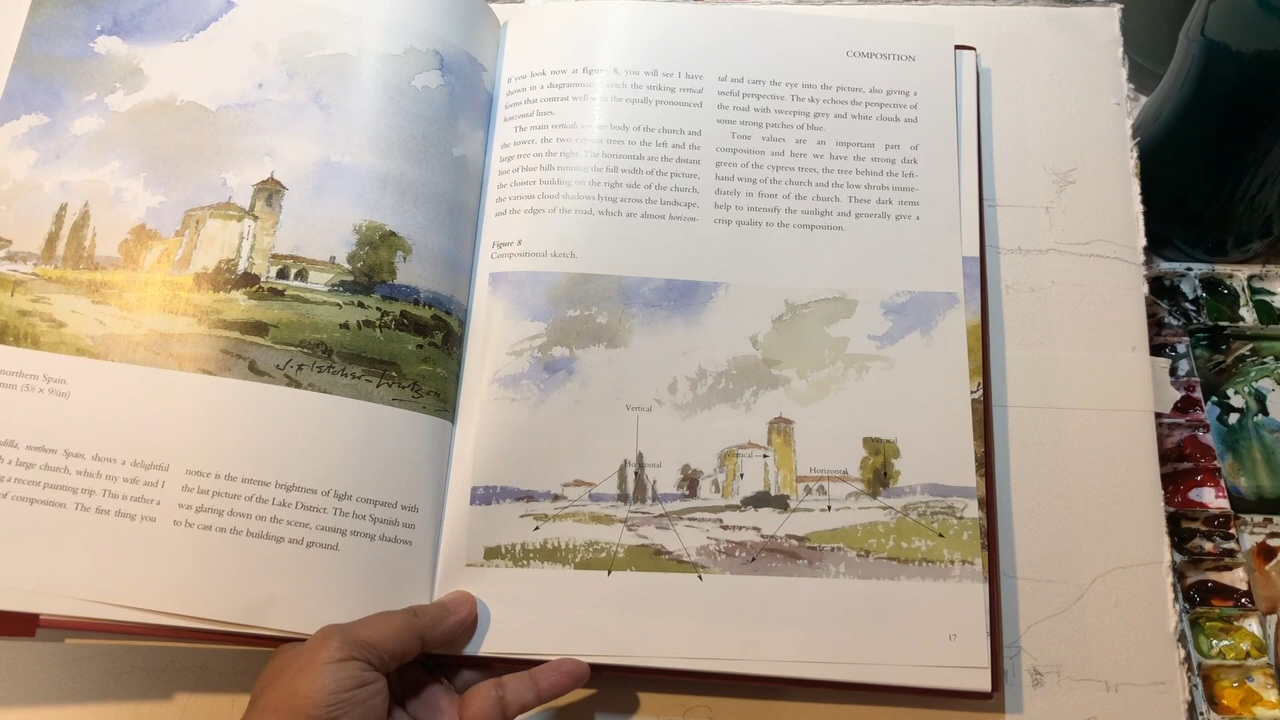 J. Fletcher-Watson
northern Spain.
mm (5⅞ × 9⅞in)
dilla, northern Spain, shows a delightful
h a large church, which my wife and I
g a recent painting trip. This is rather a
of composition. The first thing you
notice is the intense brightness of light compared with
the last picture of the Lake District. The hot Spanish sun
was glaring down on the scene, causing strong shadows
to be cast on the buildings and ground.
COMPOSITION
If you look now at figure 8, you will see I have
shown in a diagrammatic sketch the striking vertical
forms that contrast well with the equally pronounced
horizontal lines.
The main verticals are the body of the church and
the tower, the two cypress trees to the left and the
large tree on the right. The horizontals are the distant
line of blue hills running the full width of the picture,
the cloister building on the right side of the church,
the various cloud shadows lying across the landscape,
and the edges of the road, which are almost horizon-
tal and carry the eye into the picture, also giving a
useful perspective. The sky echoes the perspective of
the road with sweeping grey and white clouds and
some strong patches of blue.
Tone values are an important part of
composition and here we have the strong dark
green of the cypress trees, the tree behind the left-
hand wing of the church and the low shrubs imme-
diately in front of the church. These dark items
help to intensify the sunlight and generally give a
crisp quality to the composition.
Figure 8
Compositional sketch.
Vertical
Vertical
Vertical
Horizontal
Horizontal
17